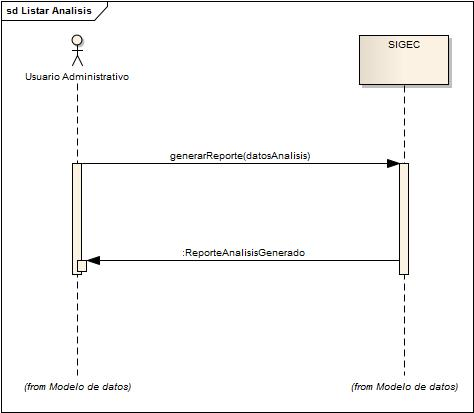 sd Listar Analisis
Usuario Administrativo
SIGEC
generarReporte(datosAnalisis)
:ReporteAnalisisGenerado
(from Modelo de datos)
(from Modelo de datos)